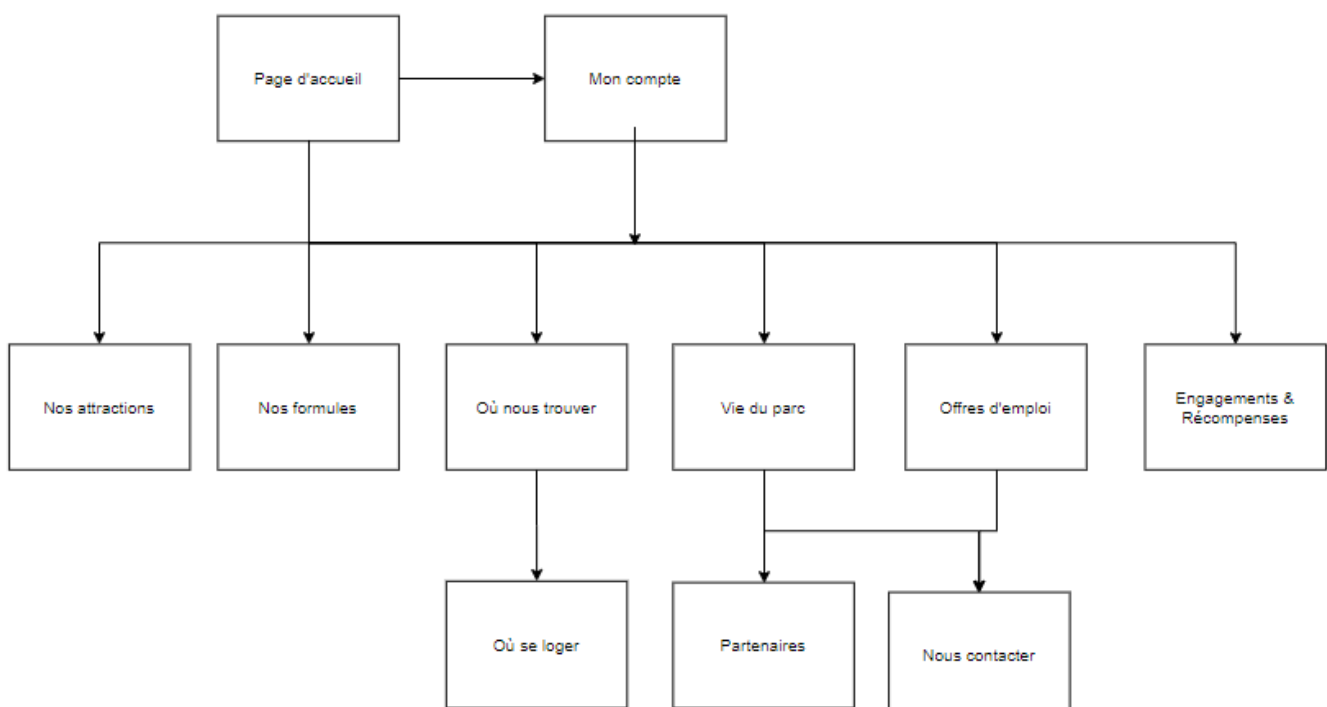 Page d'accueil
Mon compte
Nos attractions
Nos formules
Où nous trouver
Vie du parc
Offres d'emploi
Engagements &
Récompenses
Où se loger
Partenaires
Nous contacter